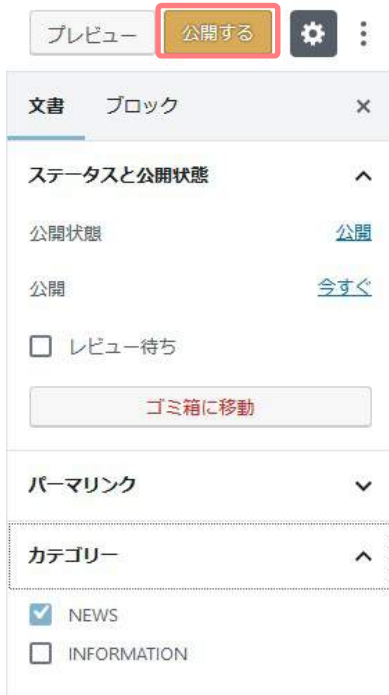 プレビュー 公開する
文書 ブロック
ステータスと公開状態
公開状態 公開
公開 今すぐ
レビュー待ち
ゴミ箱に移動
パーマリンク
カテゴリー
NEWS
INFORMATION